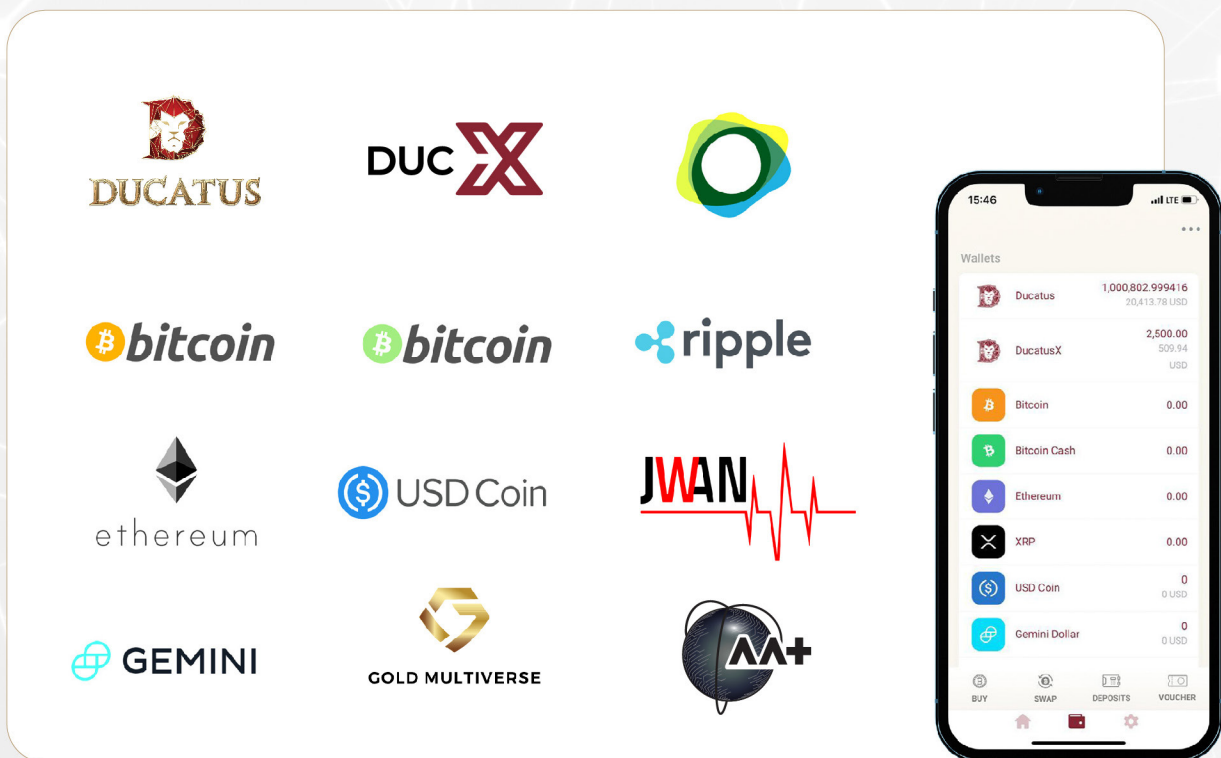 DUCATUS
DUC X
bitcoin
bitcoin
ripple
ethereum
USD Coin
JWAN
GEMINI
GOLD MULTIVERSE
AA+
15:46
LTE
Wallets
Ducatus 1,000,802.999416
20,413.78 USD
DucatusX 2,500.00
509.94
USD
Bitcoin 0.00
Bitcoin Cash 0.00
Ethereum 0.00
XRP 0.00
USD Coin 0
0 USD
Gemini Dollar 0
0 USD
BUY SWAP DEPOSITS VOUCHER